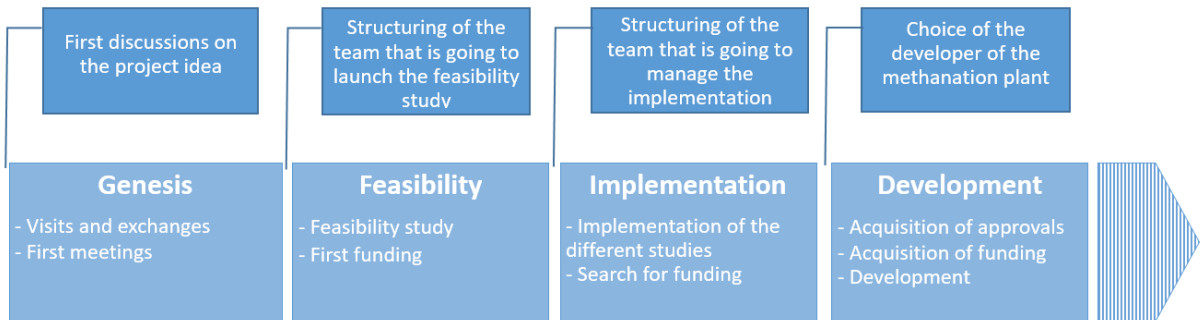 First discussions on
the project idea
Structuring of the
team that is going to
launch the feasibility
study
Structuring of the
team that is going to
manage the
implementation
Choice of the
developer of the
methanation plant
Genesis
- Visits and exchanges
- First meetings
Feasibility
- Feasibility study
- First funding
Implementation
- Implementation of the
different studies
- Search for funding
Development
- Acquisition of approvals
- Acquisition of funding
- Development